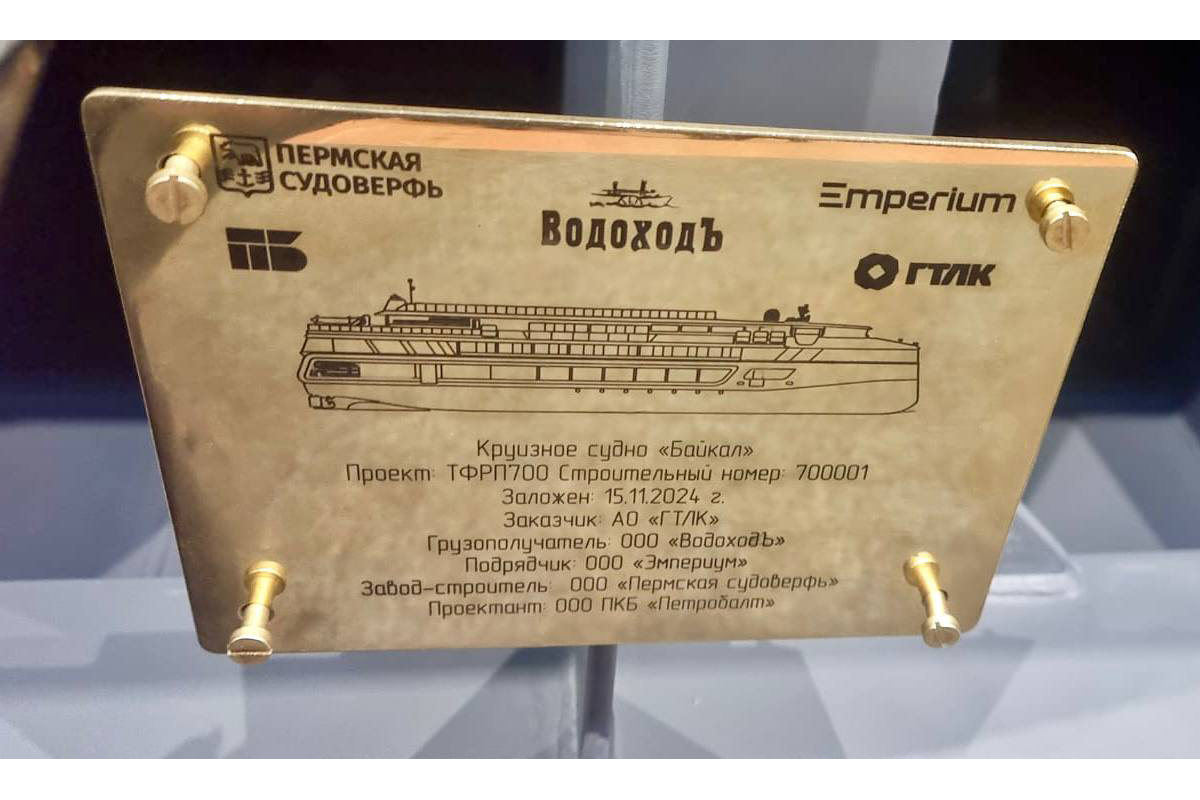 ПЕРМСКАЯ
СУДОВЕРФЬ
ВОДОХОДЪ
Emperium
ПБ
ГТЛК
Круизное судно «Байкал»
Проект: ТФРП700 Строительный номер: 700001
Заложен: 15.11.2024 г.
Заказчик: АО «ГТЛК»
Грузополучатель: ООО «ВодоходЪ»
Подрядчик: ООО «Эмпериум»
Завод-строитель: ООО «Пермская судоверфь»
Проектант: ООО ПКБ «Петробалт»